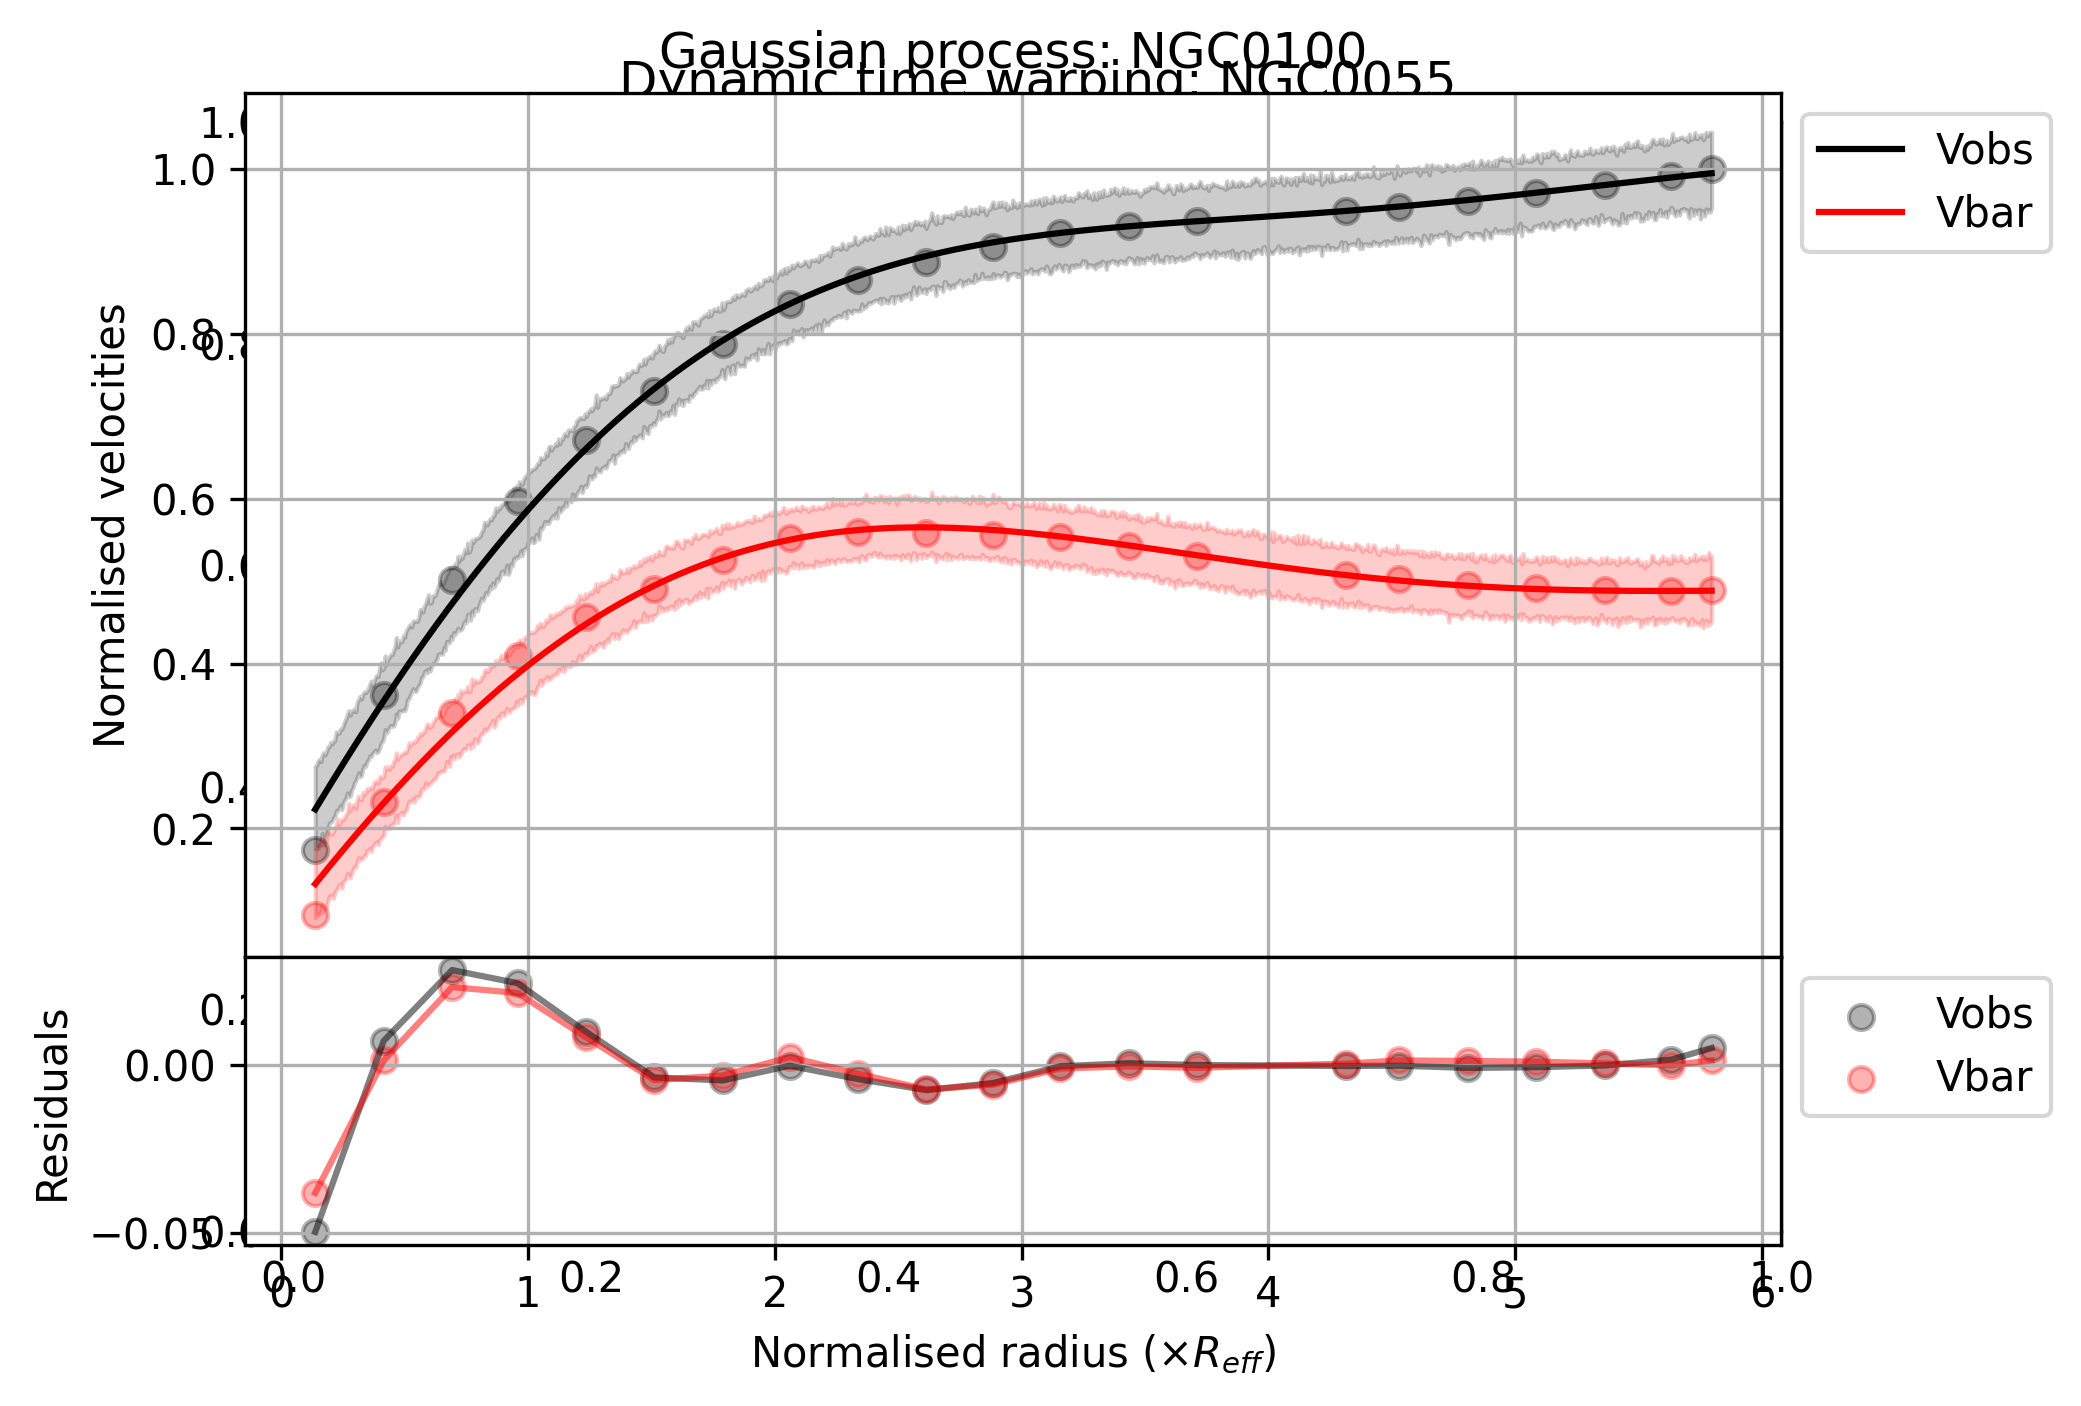 Gaussian process: NGC0100
Dynamic time warping: NGC0055
1.0
0.8
0.6
0.4
0.2
Normalised velocities
Vobs
Vbar
0.00
−0.05
Residuals
Vobs
Vbar
0.0 0.2 0.4 0.6 0.8 1.0
0 1 2 3 4 5 6
Normalised radius (×R_eff)